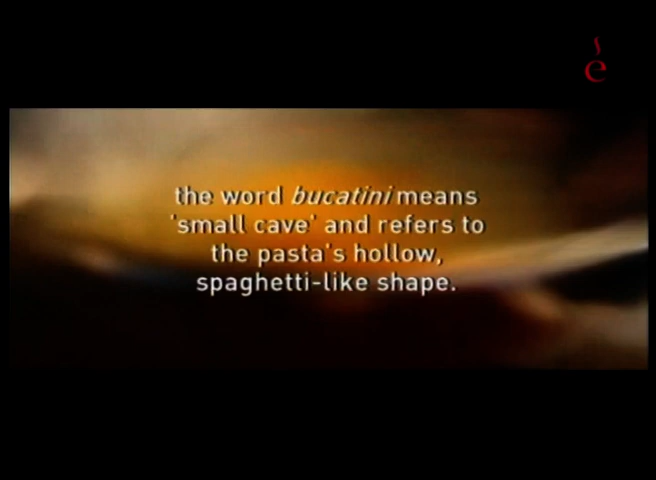 e
the word bucatini means
'small cave' and refers to
the pasta's hollow,
spaghetti-like shape.